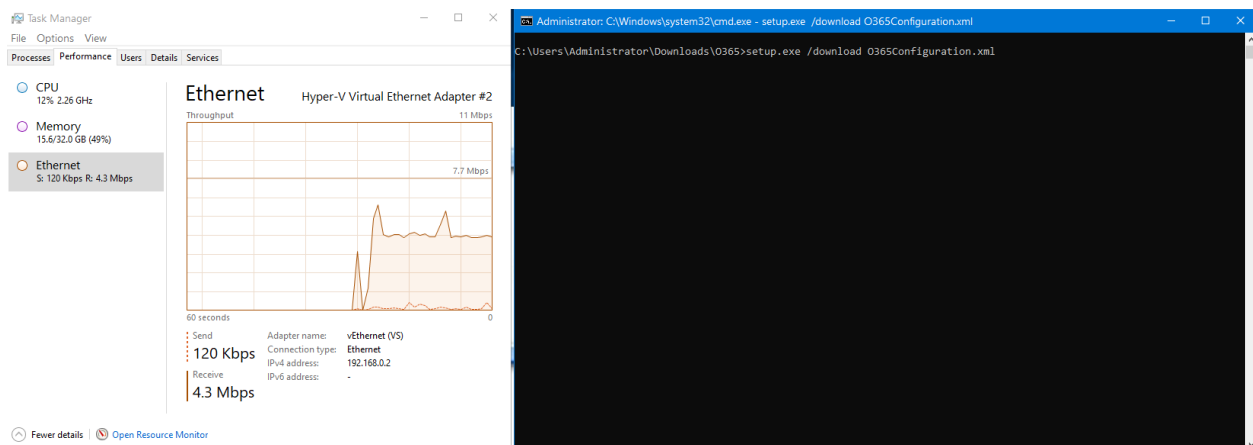 Task Manager
File Options View
Processes Performance Users Details Services
CPU
12% 2.26 GHz
Memory
15.6/32.0 GB (49%)
Ethernet
S: 120 Kbps R: 4.3 Mbps
Ethernet Hyper-V Virtual Ethernet Adapter #2
Throughput 11 Mbps
7.7 Mbps
60 seconds 0
Send
120 Kbps
Receive
4.3 Mbps
Adapter name: vEthernet (VS)
Connection type: Ethernet
IPv4 address: 192.168.0.2
IPv6 address: -
Fewer details Open Resource Monitor
Administrator: C:\Windows\system32\cmd.exe - setup.exe /download O365Configuration.xml
C:\Users\Administrator\Downloads\O365>setup.exe /download O365Configuration.xml